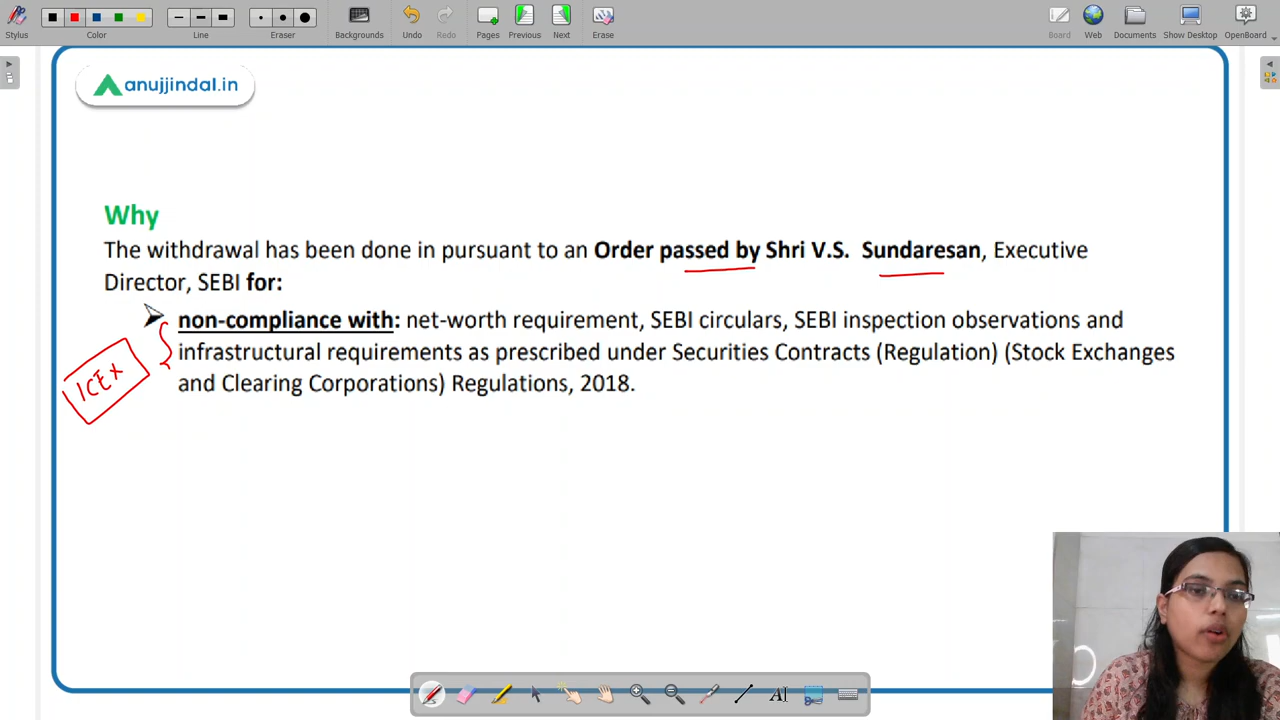 Stylus
Color
Line
Eraser
Backgrounds
Undo
Redo
Pages
Previous
Next
Erase
Board
Web
Documents
Show Desktop
OpenBoard
anujjindal.in
Why
The withdrawal has been done in pursuant to an Order passed by Shri V.S. Sundaresan, Executive
Director, SEBI for:
non-compliance with: net-worth requirement, SEBI circulars, SEBI inspection observations and
infrastructural requirements as prescribed under Securities Contracts (Regulation) (Stock Exchanges
and Clearing Corporations) Regulations, 2018.
ICEX
AI